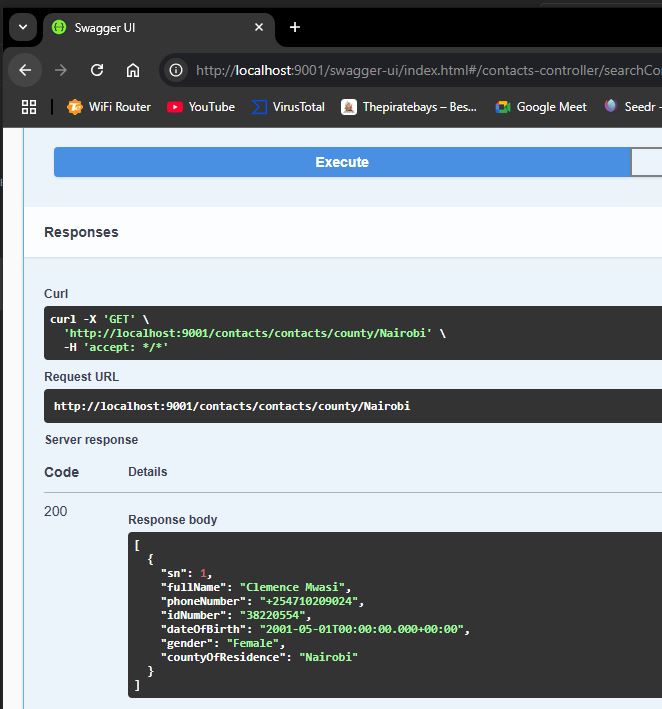 Swagger UI
http://localhost:9001/swagger-ui/index.html#/contacts-controller/searchCo
WiFi Router YouTube VirusTotal Thepiratebays – Bes... Google Meet Seedr -
Execute
Responses
Curl
curl -X 'GET' \
'http://localhost:9001/contacts/contacts/county/Nairobi' \
-H 'accept: */*'
Request URL
http://localhost:9001/contacts/contacts/county/Nairobi
Server response
Code Details
200
Response body
[
{
"sn": 1,
"fullName": "Clemence Mwasi",
"phoneNumber": "+254710209024",
"idNumber": "38220554",
"dateOfBirth": "2001-05-01T00:00:00.000+00:00",
"gender": "Female",
"countyOfResidence": "Nairobi"
}
]